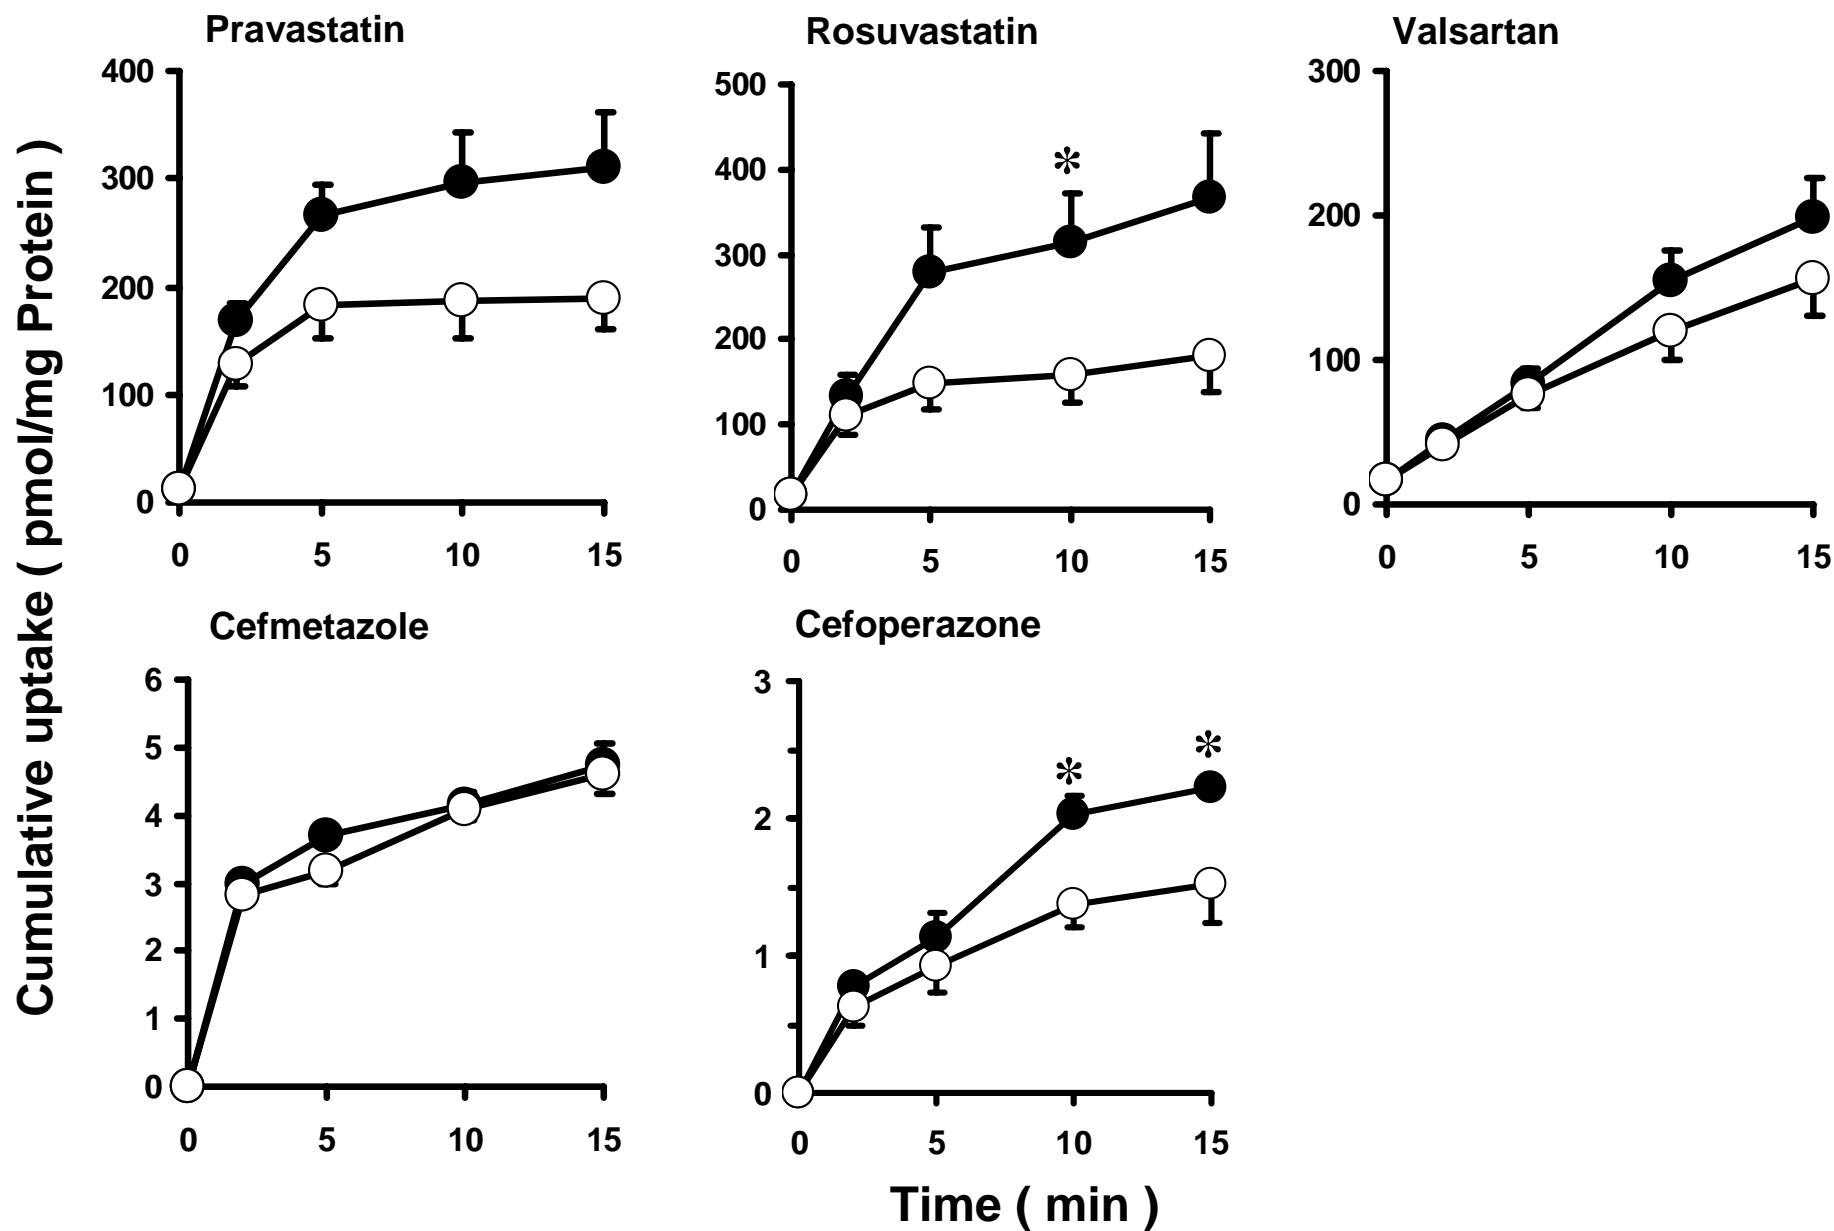 Pravastatin
Rosuvastatin
Valsartan
400
300
200
100
0
0 5 10 15
500
400
300
200
100
0
*
0 5 10 15
300
200
100
0
0 5 10 15
Cumulative uptake ( pmol/mg Protein )
Cefmetazole
Cefoperazone
6
5
4
3
2
1
0
0 5 10 15
3
2
1
0
* *
0 5 10 15
Time ( min )